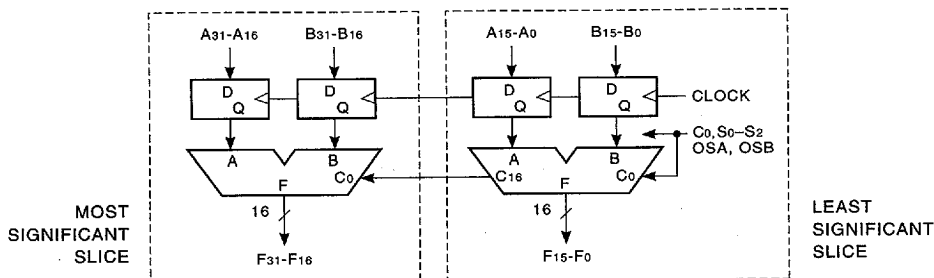 A31-A16 B31-B16 A15-A0 B15-B0
D D D D
Q Q Q Q
CLOCK
C0, S0-S2
OSA, OSB
A B A B
C0 C16 C0
F F
16 16
MOST
SIGNIFICANT
SLICE
LEAST
SIGNIFICANT
SLICE
F31-F16 F15-F0